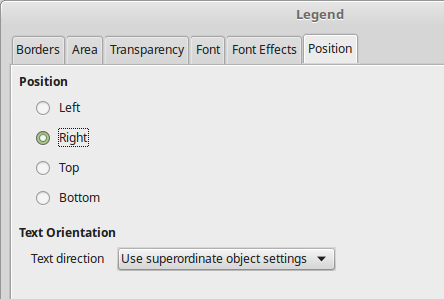 Legend
Borders Area Transparency Font Font Effects Position
Position
Left
Right
Top
Bottom
Text Orientation
Text direction Use superordinate object settings